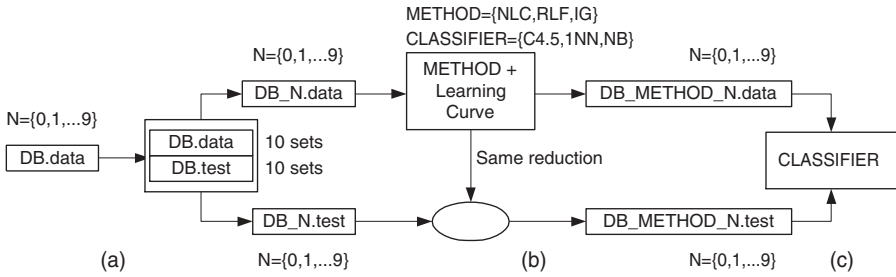 METHOD={NLC,RLF,IG}
CLASSIFIER={C4.5,1NN,NB}
N={0,1,...9}
N={0,1,...9}
METHOD +
Learning
Curve
DB_N.data
DB_METHOD_N.data
N={0,1,...9}
DB.data
DB.data
10 sets
DB.test
10 sets
Same reduction
CLASSIFIER
DB_N.test
DB_METHOD_N.test
N={0,1,...9}
N={0,1,...9}
(a)
(b)
(c)